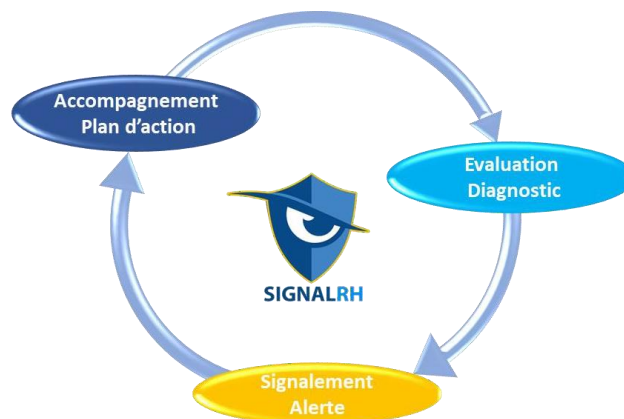 Accompagnement
Plan d'action
Evaluation
Diagnostic
SIGNALRH
Signalement
Alerte